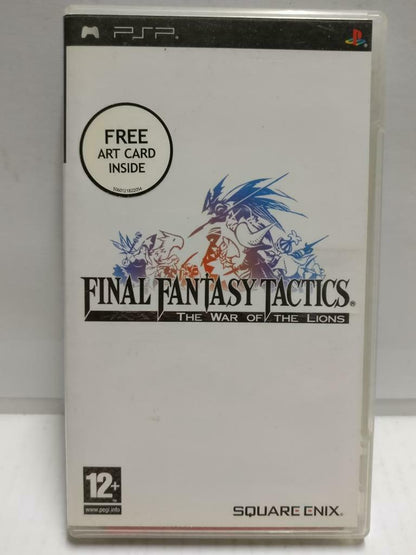 PSP
FREE
ART CARD
INSIDE
FINAL FANTASY TACTICS®
THE WAR OF THE LIONS
12+
www.pegi.info
SQUARE ENIX.